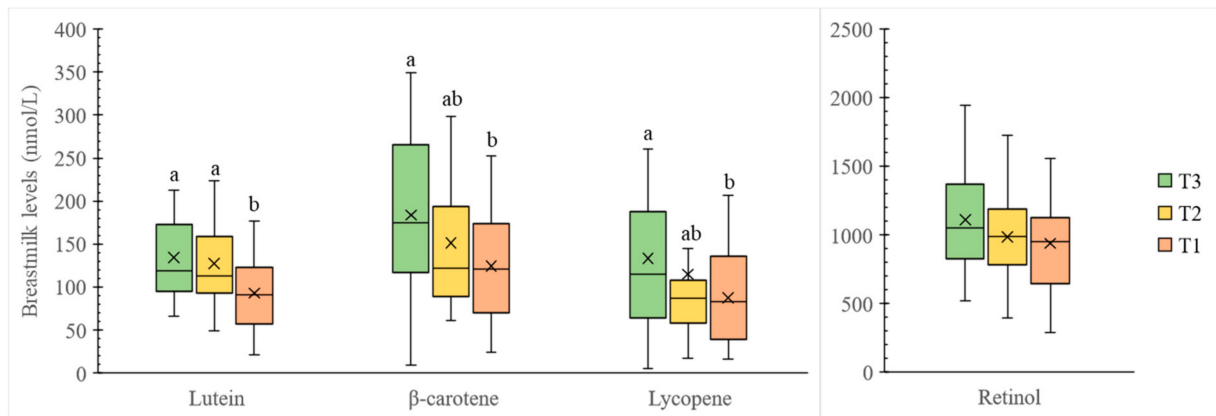 400
350
300
250
200
150
100
50
0
Breastmilk levels (nmol/L)
a
a
b
a
ab
b
a
ab
b
Lutein
β-carotene
Lycopene
2500
2000
1500
1000
500
0
Retinol
T3
T2
T1